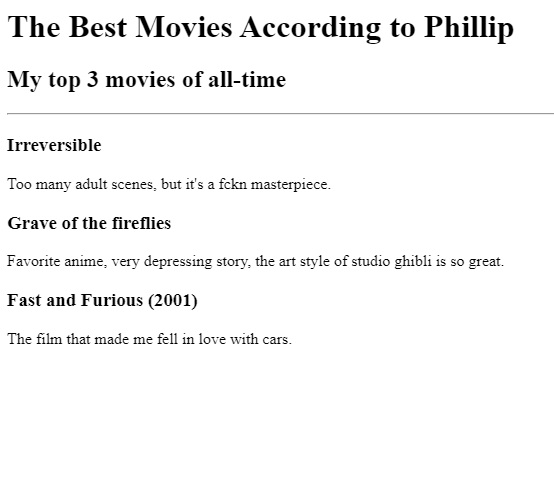 The Best Movies According to Phillip
My top 3 movies of all-time
Irreversible
Too many adult scenes, but it's a fckn masterpiece.
Grave of the fireflies
Favorite anime, very depressing story, the art style of studio ghibli is so great.
Fast and Furious (2001)
The film that made me fell in love with cars.